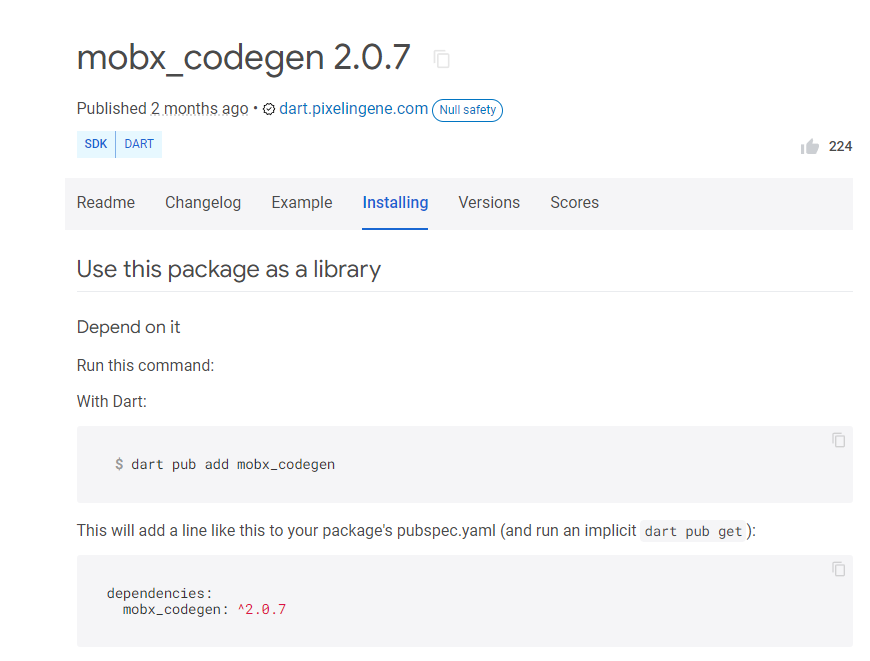 mobx_codegen 2.0.7
Published 2 months ago • dart.pixelingene.com Null safety
SDK DART
224
Readme Changelog Example Installing Versions Scores
Use this package as a library
Depend on it
Run this command:
With Dart:
$ dart pub add mobx_codegen
This will add a line like this to your package's pubspec.yaml (and run an implicit dart pub get ):
dependencies:
  mobx_codegen: ^2.0.7